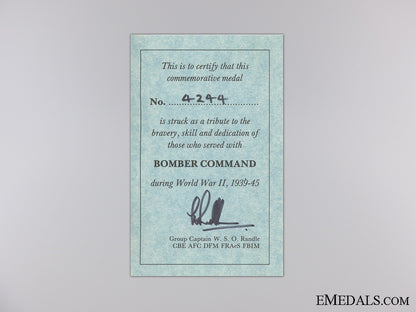 This is to certify that this
commemorative medal
No. 4244
is struck as a tribute to the
bravery, skill and dedication of
those who served with
BOMBER COMMAND
during World War II, 1939-45
Group Captain W. S. O. Randle
CBE AFC DFM FRAeS FBIM
EMEDALS.COM